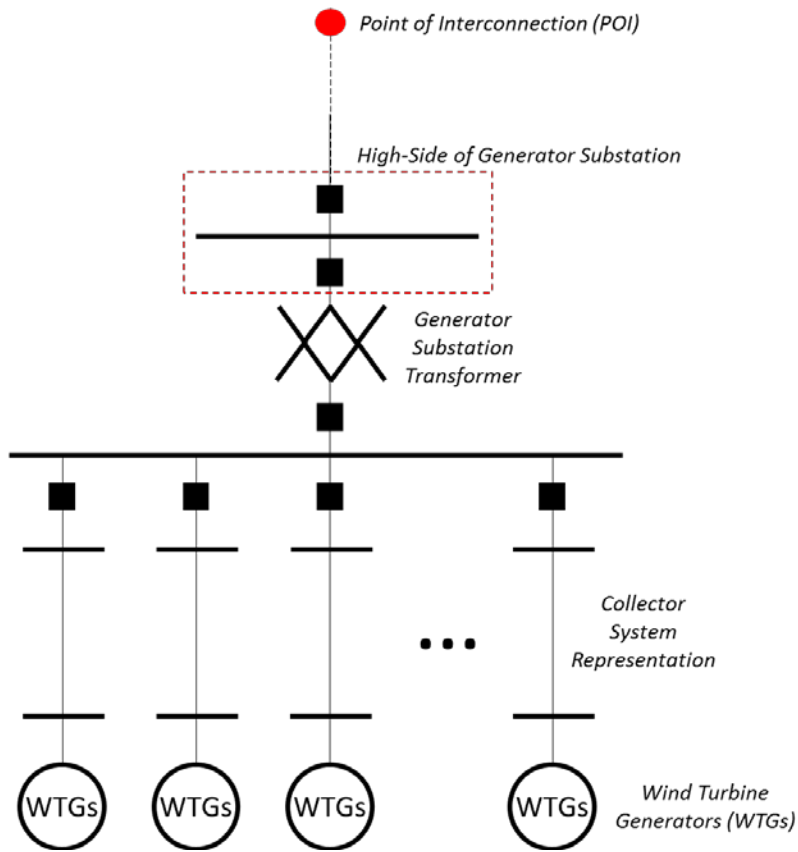 Point of Interconnection (POI)
High-Side of Generator Substation
Generator
Substation
Transformer
Collector
System
Representation
WTGs WTGs WTGs WTGs
Wind Turbine
Generators (WTGs)